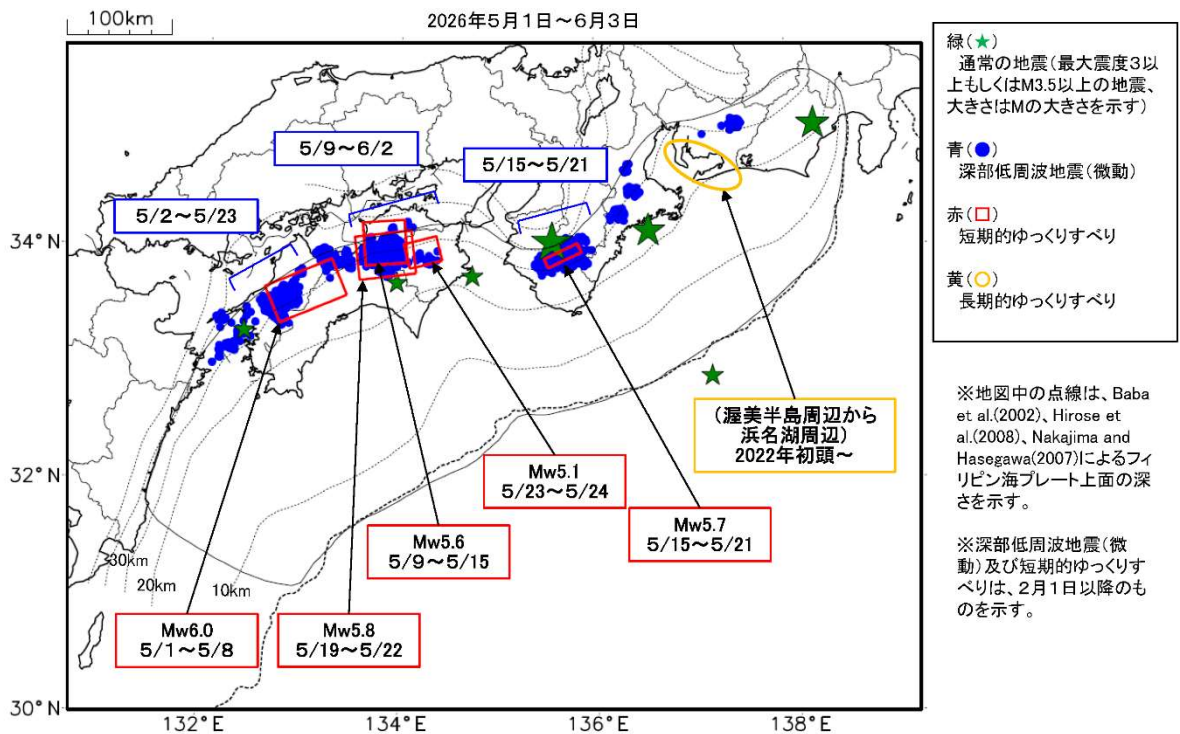 100km
2026年5月1日～6月3日
5/9～6/2
5/15～5/21
5/2～5/23
34°N
32°N
30°N
132°E
134°E
136°E
138°E
30km
20km
10km
(渥美半島周辺から
浜名湖周辺)
2022年初頭～
Mw5.1
5/23～5/24
Mw5.7
5/15～5/21
Mw5.6
5/9～5/15
Mw6.0
5/1～5/8
Mw5.8
5/19～5/22
緑(★)
通常の地震(最大震度3以
上もしくはM3.5以上の地震、
大きさはMの大きさを示す)
青(●)
深部低周波地震(微動)
赤(□)
短期的ゆっくりすべり
黄(○)
長期的ゆっくりすべり
※地図中の点線は、Baba
et al.(2002)、Hirose et
al.(2008)、Nakajima and
Hasegawa(2007)によるフィ
リピン海プレート上面の深
さを示す。
※深部低周波地震(微
動)及び短期的ゆっくりす
べりは、2月1日以降のも
のを示す。